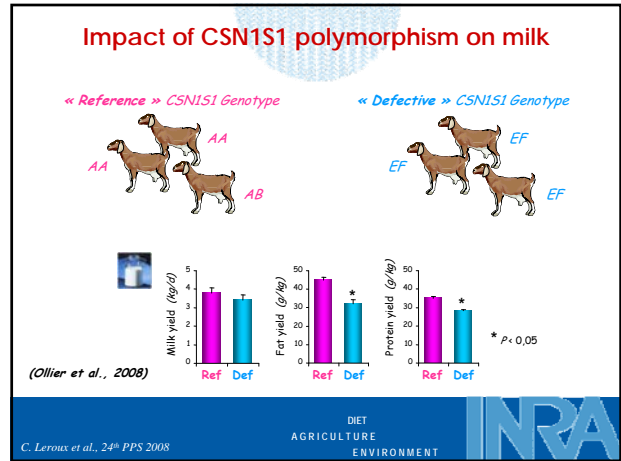 Impact of CSN1S1 polymorphism on milk
« Reference » CSN1S1 Genotype
« Defective » CSN1S1 Genotype
AA
AA
AB
EF
EF
EF
Milk yield (kg/d)
5
4
3
2
1
0
Ref Def
Fat yield (g/kg)
50
40
30
20
10
0
*
Ref Def
Protein yield (g/kg)
50
40
30
20
10
0
*
Ref Def
* P< 0,05
(Ollier et al., 2008)
C. Leroux et al., 24th PPS 2008
DIET
AGRICULTURE
ENVIRONMENT
INRA